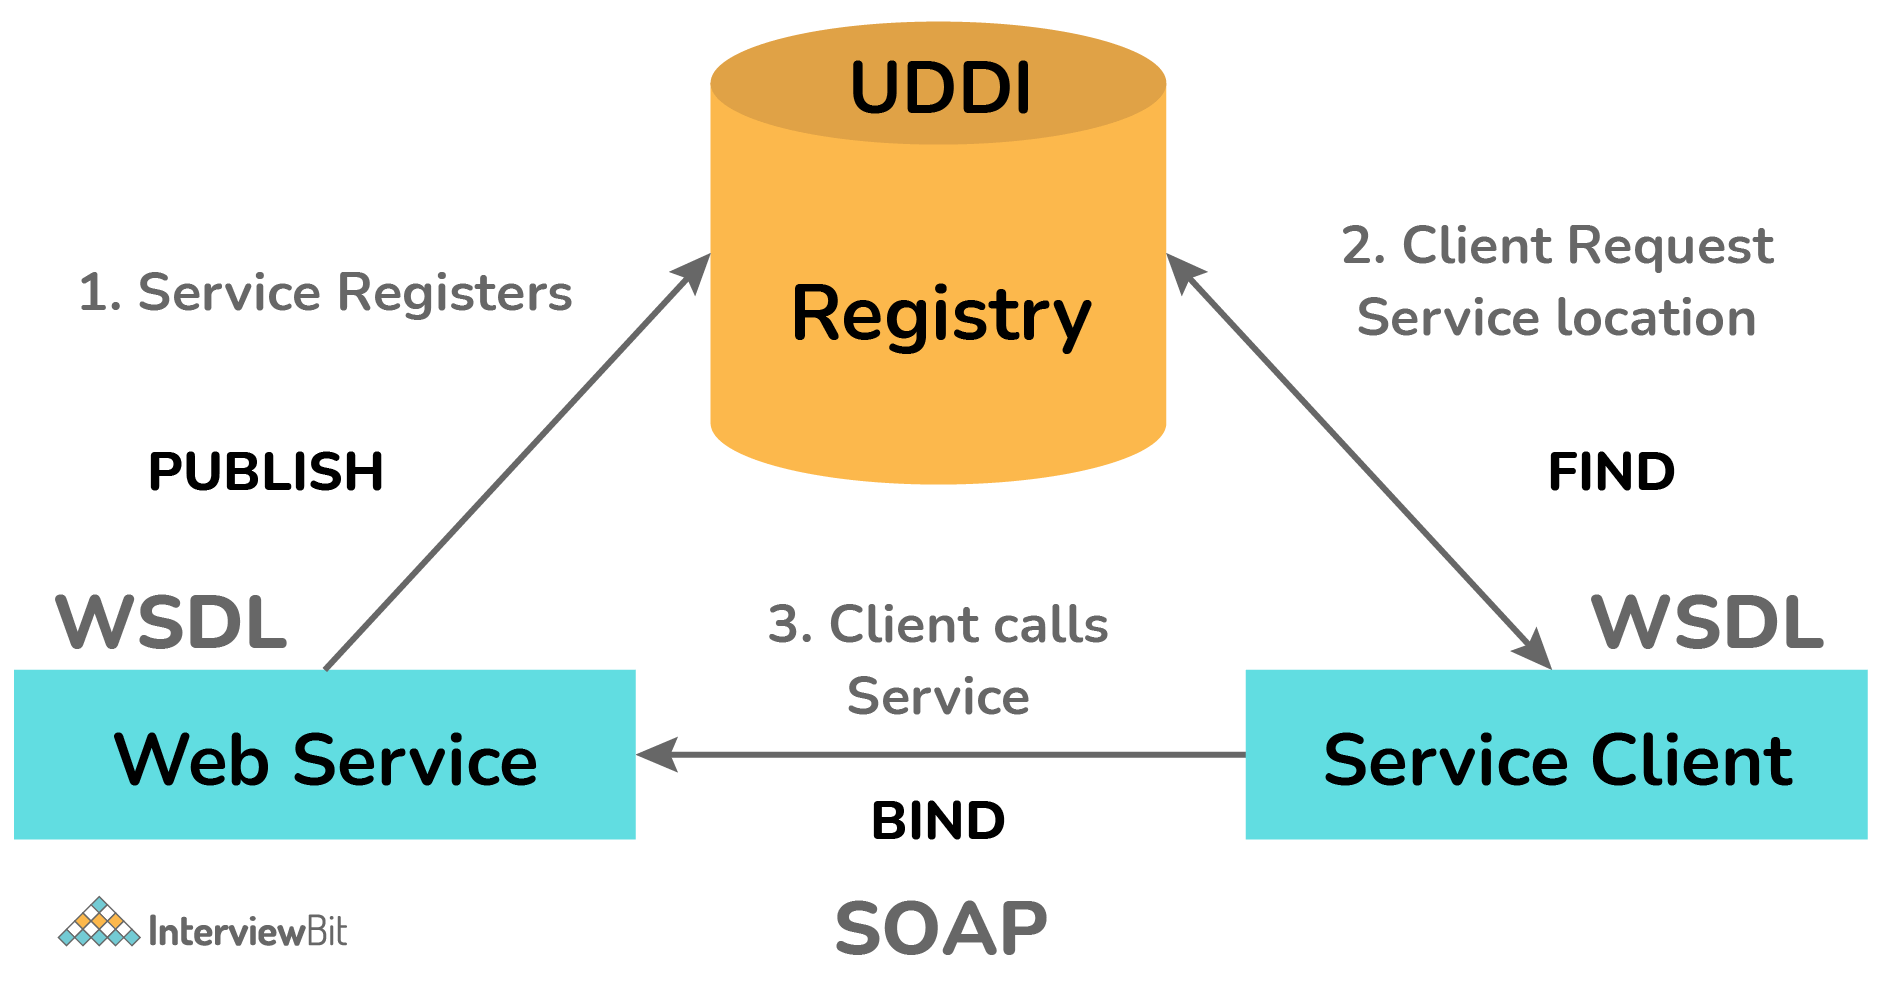 UDDI
Registry
1. Service Registers
2. Client Request
Service location
PUBLISH
FIND
WSDL
WSDL
3. Client calls
Service
Web Service
Service Client
BIND
SOAP
InterviewBit